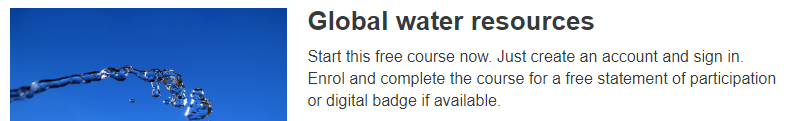 Global water resources
Start this free course now. Just create an account and sign in.
Enrol and complete the course for a free statement of participation
or digital badge if available.